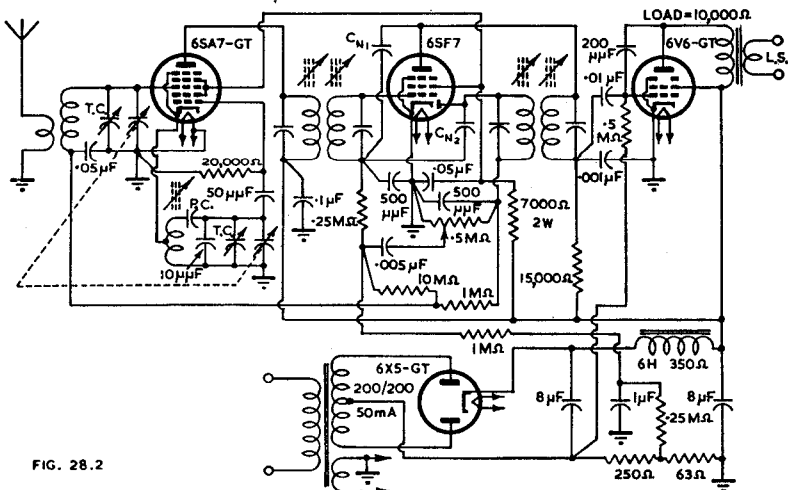 LOAD=10,000Ω
6SA7-GT
C N1
6SF7
200 μμF
6V6-GT
L.S.
·01μF
T.C.
C N2
·5 MΩ
·05μF
20,000Ω
·05μF
·001μF
50μμF
·1μF
500 μμF
500 μμF
7000Ω 2W
P.C.
·25MΩ
·5MΩ
T.C.
·005μF
15,000Ω
10μμF
10MΩ
1MΩ
1MΩ
6X5-GT
200/200
50mA
6H 350Ω
8μF
1μF
8μF
·25MΩ
250Ω
63Ω
FIG. 28.2